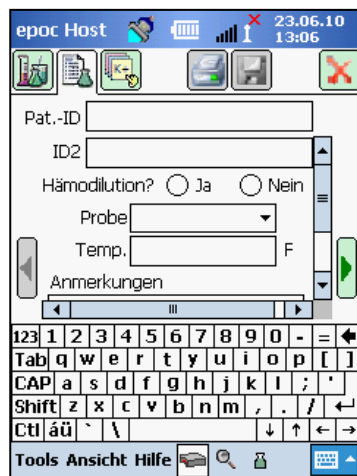 epoc Host 23.06.10
13:06
K+
Pat.-ID
ID2
Hämodilution? Ja Nein
Probe
Temp. F
Anmerkungen
123 1 2 3 4 5 6 7 8 9 0 - =
Tab q w e r t y u i o p [ ]
CAP a s d f g h j k l ; '
Shift z x c v b n m , . /
Ctl áü ` \
Tools Ansicht Hilfe